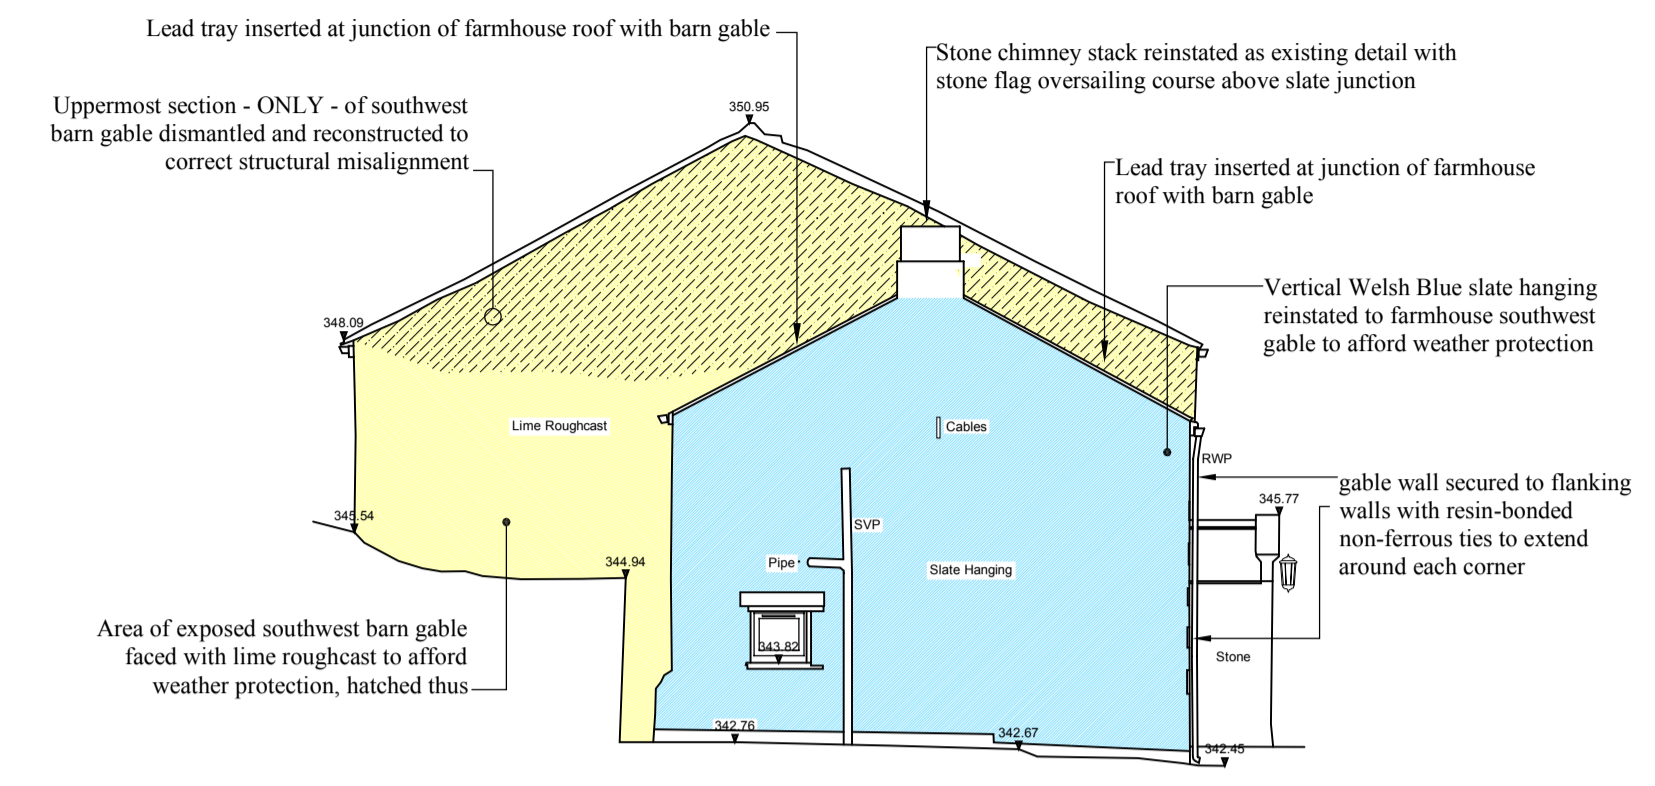 Lead tray inserted at junction of farmhouse roof with barn gable
Stone chimney stack reinstated as existing detail with
stone flag oversailing course above slate junction
Uppermost section - ONLY - of southwest
barn gable dismantled and reconstructed to
correct structural misalignment
350.95
Lead tray inserted at junction of farmhouse
roof with barn gable
Vertical Welsh Blue slate hanging
reinstated to farmhouse southwest
gable to afford weather protection
348.09
Lime Roughcast
Cables
RWP
gable wall secured to flanking
walls with resin-bonded
non-ferrous ties to extend
around each corner
345.77
345.54
SVP
344.94
Pipe
Slate Hanging
Area of exposed southwest barn gable
faced with lime roughcast to afford
weather protection, hatched thus
343.82
Stone
342.76
342.67
342.45